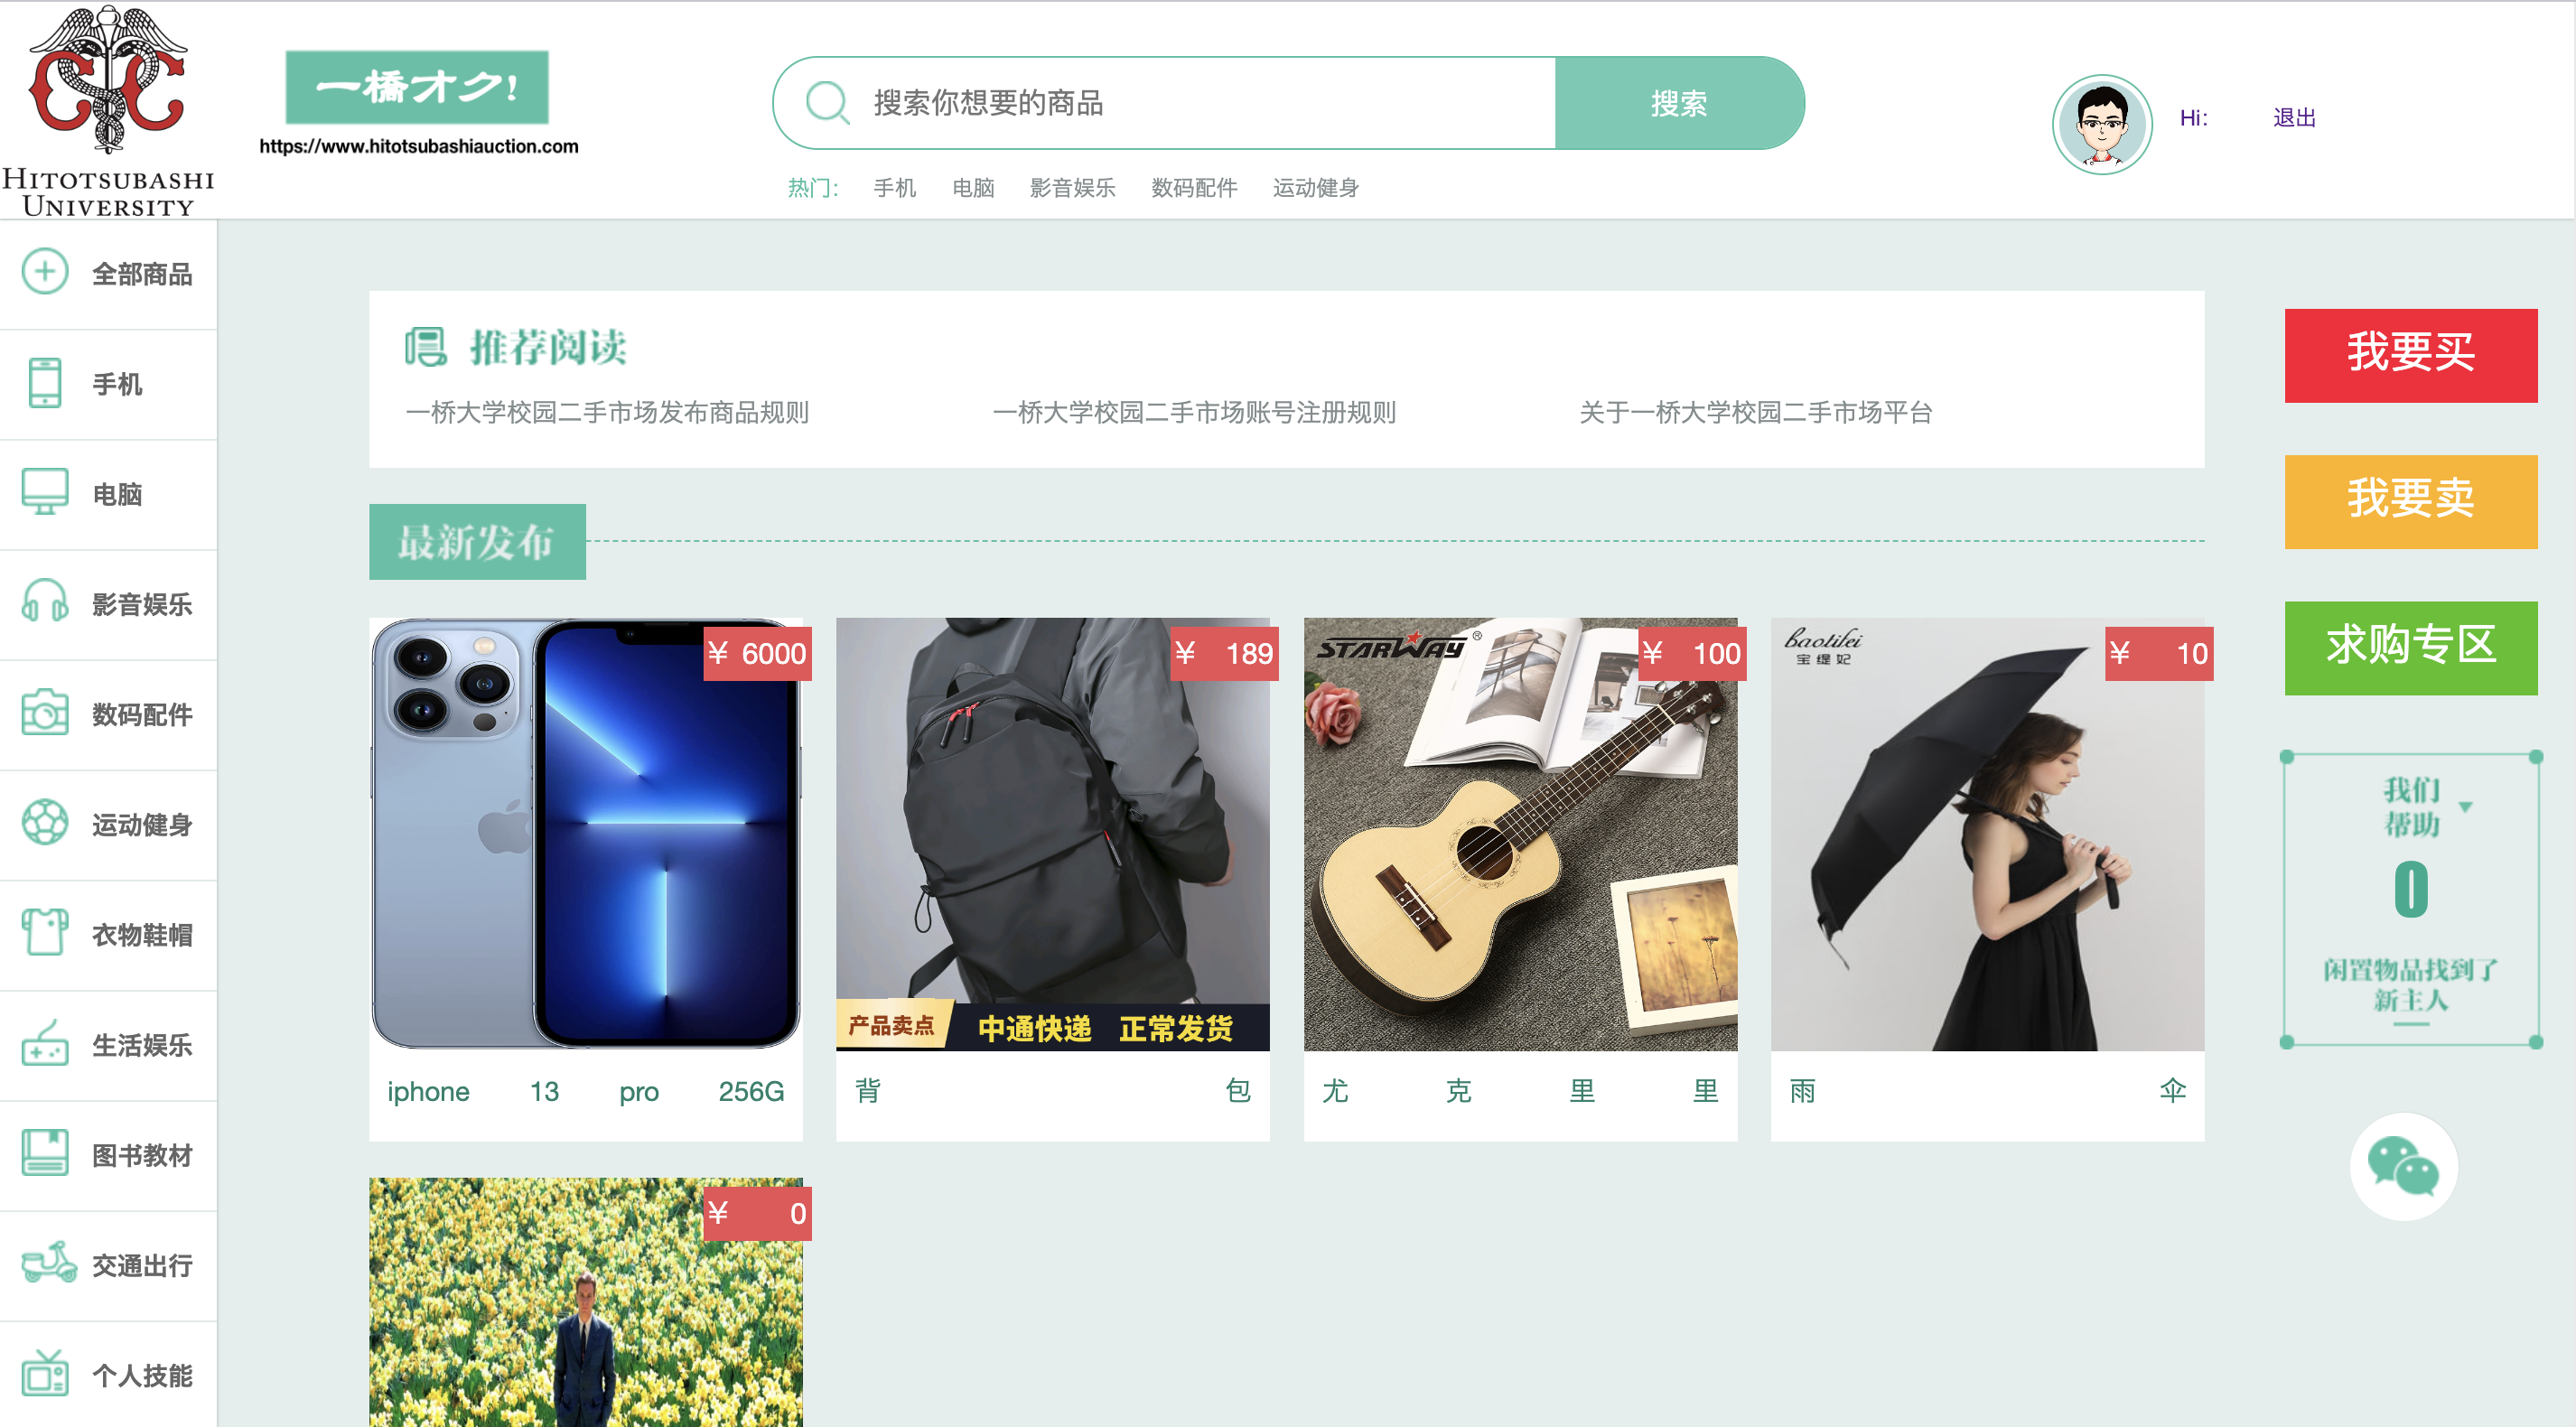 HITOTSUBASHI
UNIVERSITY
一橋オク!
https://www.hitotsubashiauction.com
搜索你想要的商品
搜索
热门: 手机 电脑 影音娱乐 数码配件 运动健身
Hi: 退出
全部商品
手机
电脑
影音娱乐
数码配件
运动健身
衣物鞋帽
生活娱乐
图书教材
交通出行
个人技能
推荐阅读
一桥大学校园二手市场发布商品规则
一桥大学校园二手市场账号注册规则
关于一桥大学校园二手市场平台
最新发布
¥ 6000
iphone 13 pro 256G
¥ 189
产品卖点 中通快递 正常发货
背包
STARWAY®
¥ 100
尤克里里
baotifei
宝缇妃
¥ 10
雨伞
¥ 0
我要买
我要卖
求购专区
我们
帮助
0
闲置物品找到了
新主人